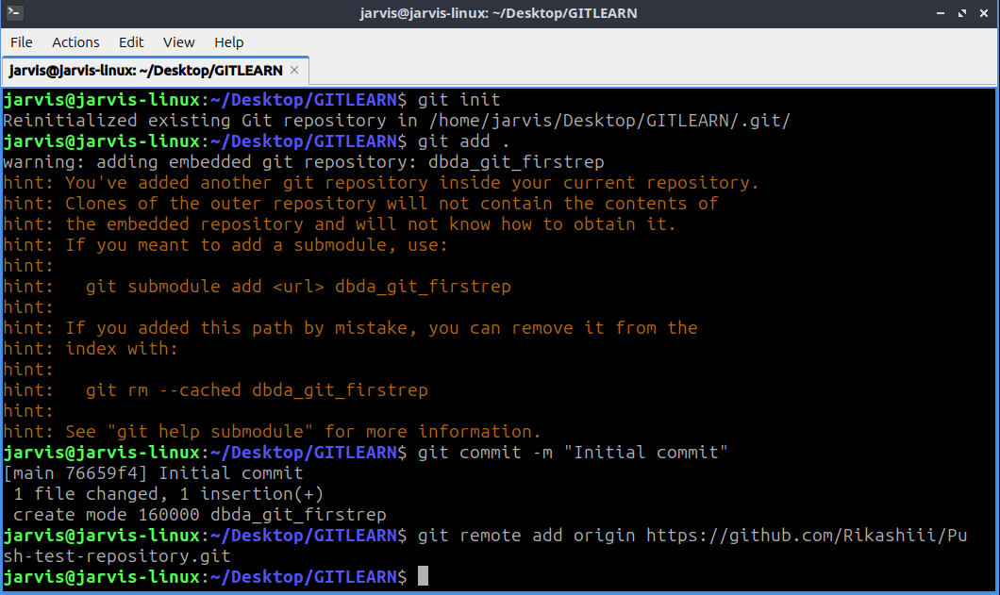 jarvis@jarvis-linux: ~/Desktop/GITLEARN
File Actions Edit View Help
jarvis@jarvis-linux: ~/Desktop/GITLEARN ×
jarvis@jarvis-linux:~/Desktop/GITLEARN$ git init
Reinitialized existing Git repository in /home/jarvis/Desktop/GITLEARN/.git/
jarvis@jarvis-linux:~/Desktop/GITLEARN$ git add .
warning: adding embedded git repository: dbda_git_firstrep
hint: You've added another git repository inside your current repository.
hint: Clones of the outer repository will not contain the contents of
hint: the embedded repository and will not know how to obtain it.
hint: If you meant to add a submodule, use:
hint:
hint:   git submodule add <url> dbda_git_firstrep
hint:
hint: If you added this path by mistake, you can remove it from the
hint: index with:
hint:
hint:   git rm --cached dbda_git_firstrep
hint:
hint: See "git help submodule" for more information.
jarvis@jarvis-linux:~/Desktop/GITLEARN$ git commit -m "Initial commit"
[main 76659f4] Initial commit
 1 file changed, 1 insertion(+)
 create mode 160000 dbda_git_firstrep
jarvis@jarvis-linux:~/Desktop/GITLEARN$ git remote add origin https://github.com/Rikashiii/Pu
sh-test-repository.git
jarvis@jarvis-linux:~/Desktop/GITLEARN$